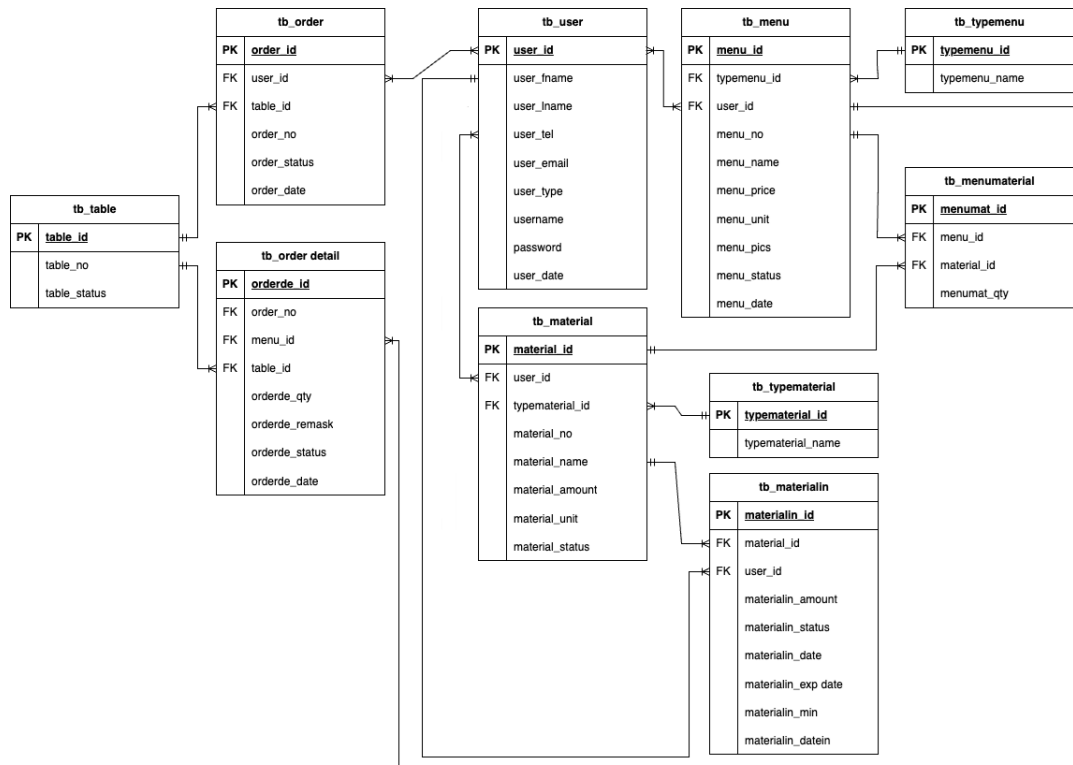 tb_order
PK order_id
FK user_id
FK table_id
order_no
order_status
order_date
tb_user
PK user_id
user_fname
user_lname
user_tel
user_email
user_type
username
password
user_date
tb_menu
PK menu_id
FK typemenu_id
FK user_id
menu_no
menu_name
menu_price
menu_unit
menu_pics
menu_status
menu_date
tb_typemenu
PK typemenu_id
typemenu_name
tb_menumaterial
PK menumat_id
FK menu_id
FK material_id
menumat_qty
tb_table
PK table_id
table_no
table_status
tb_order detail
PK orderde_id
FK order_no
FK menu_id
FK table_id
orderde_qty
orderde_remask
orderde_status
orderde_date
tb_material
PK material_id
FK user_id
FK typematerial_id
material_no
material_name
material_amount
material_unit
material_status
tb_typematerial
PK typematerial_id
typematerial_name
tb_materialin
PK materialin_id
FK material_id
FK user_id
materialin_amount
materialin_status
materialin_date
materialin_exp date
materialin_min
materialin_datein